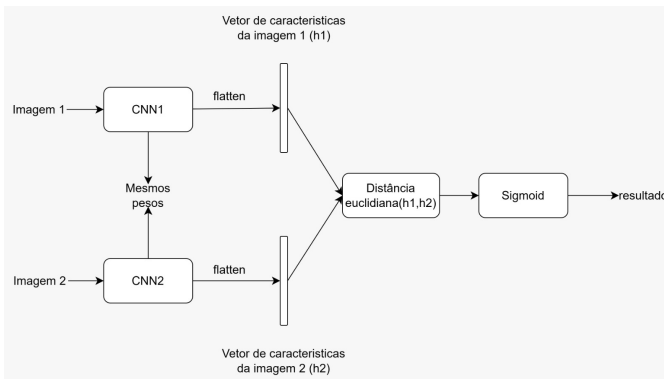 Vetor de caracteristicas
da imagem 1 (h1)
Imagem 1
CNN1
flatten
Mesmos
pesos
Distância
euclidiana(h1,h2)
Sigmoid
resultado
Imagem 2
CNN2
flatten
Vetor de caracteristicas
da imagem 2 (h2)